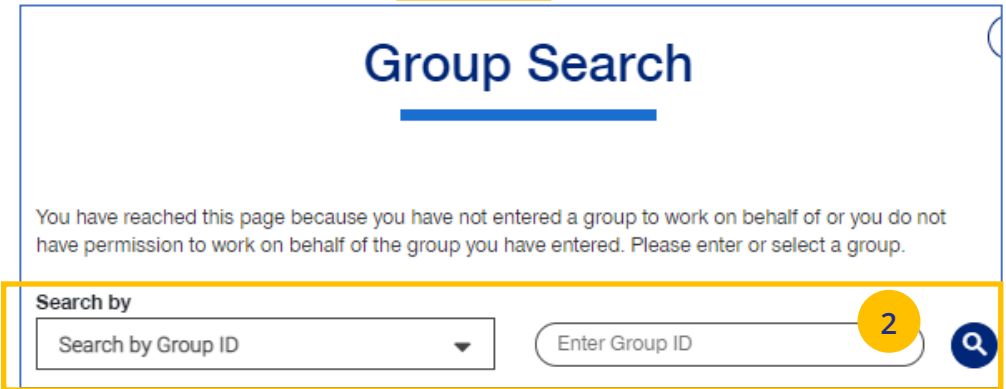 Group Search
You have reached this page because you have not entered a group to work on behalf of or you do not
have permission to work on behalf of the group you have entered. Please enter or select a group.
Search by
Search by Group ID
Enter Group ID
2